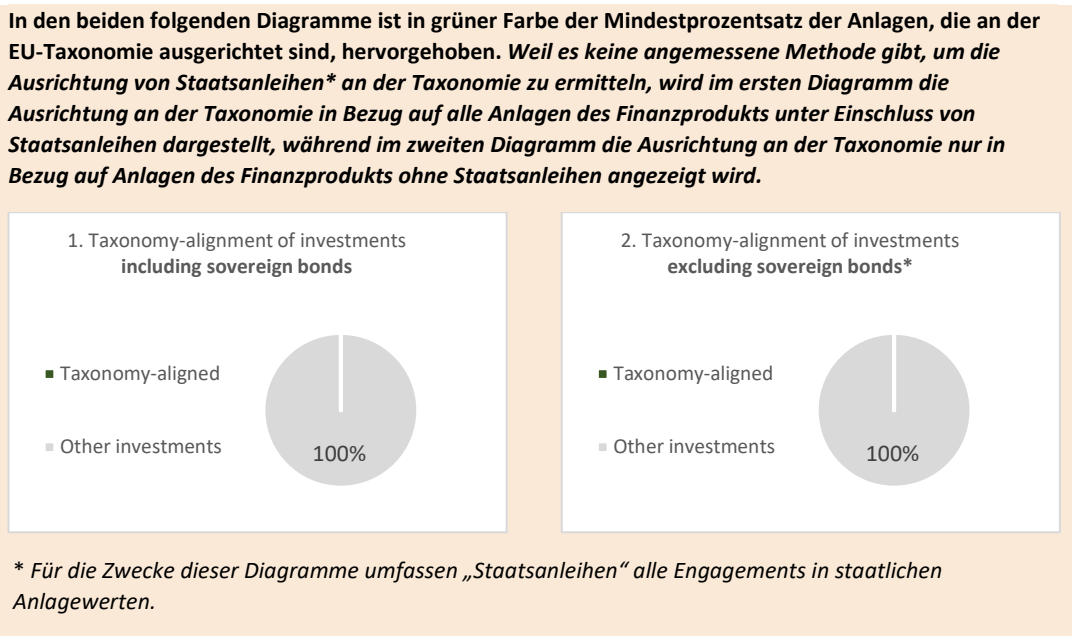 In den beiden folgenden Diagramme ist in grüner Farbe der Mindestprozentsatz der Anlagen, die an der
EU-Taxonomie ausgerichtet sind, hervorgehoben. Weil es keine angemessene Methode gibt, um die
Ausrichtung von Staatsanleihen* an der Taxonomie zu ermitteln, wird im ersten Diagramm die
Ausrichtung an der Taxonomie in Bezug auf alle Anlagen des Finanzprodukts unter Einschluss von
Staatsanleihen dargestellt, während im zweiten Diagramm die Ausrichtung an der Taxonomie nur in
Bezug auf Anlagen des Finanzprodukts ohne Staatsanleihen angezeigt wird.
1. Taxonomy-alignment of investments
including sovereign bonds
Taxonomy-aligned
Other investments
100%
2. Taxonomy-alignment of investments
excluding sovereign bonds*
Taxonomy-aligned
Other investments
100%
* Für die Zwecke dieser Diagramme umfassen „Staatsanleihen“ alle Engagements in staatlichen
Anlagewerten.